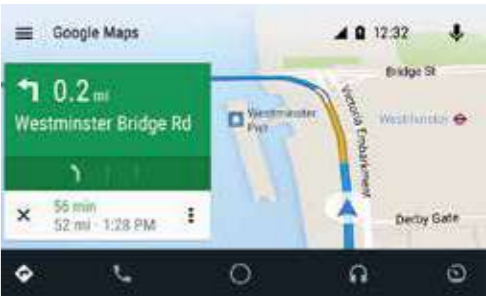 Google Maps
12:32
0.2 mi
Westminster Bridge Rd
56 min
52 mi · 1:28 PM
Bridge St
Westminster
Pier
Victoria Embankment
Westminster
Derby Gate